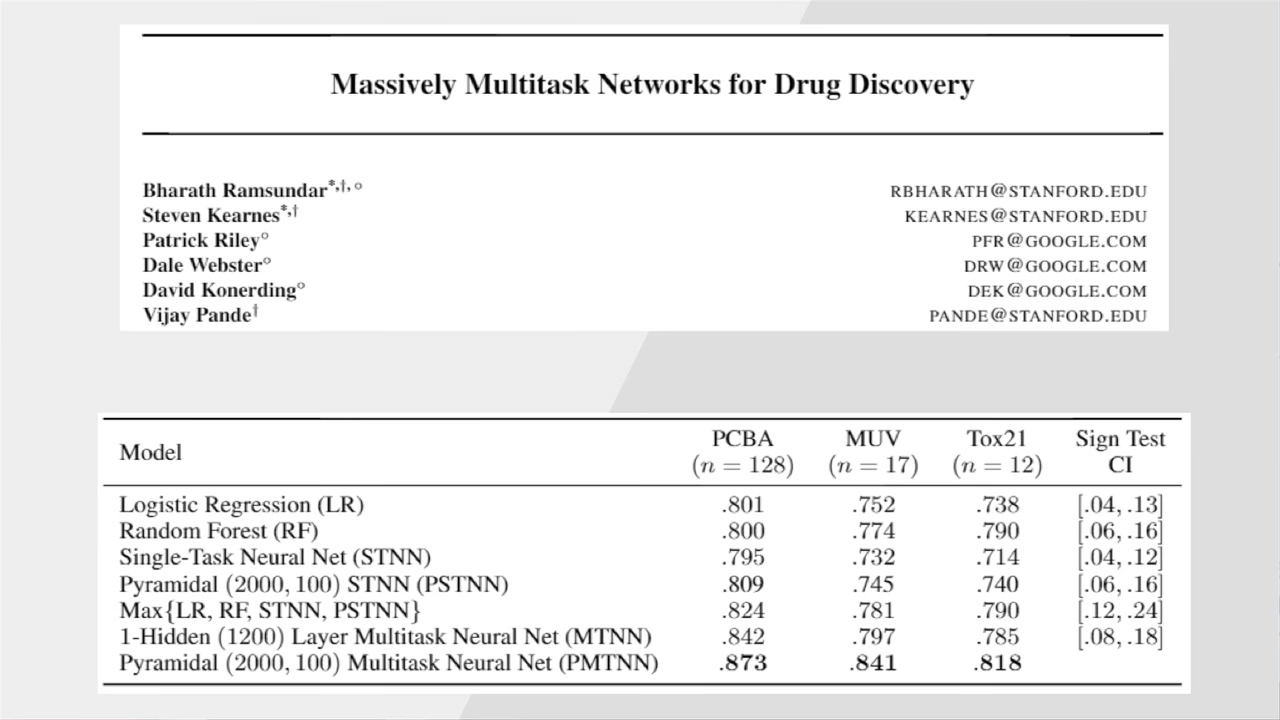 Massively Multitask Networks for Drug Discovery
Bharath Ramsundar*,†,° RBHARATH@STANFORD.EDU
Steven Kearnes*,† KEARNES@STANFORD.EDU
Patrick Riley° PFR@GOOGLE.COM
Dale Webster° DRW@GOOGLE.COM
David Konerding° DEK@GOOGLE.COM
Vijay Pande† PANDE@STANFORD.EDU
Model PCBA (n = 128) MUV (n = 17) Tox21 (n = 12) Sign Test CI
Logistic Regression (LR) .801 .752 .738 [.04, .13]
Random Forest (RF) .800 .774 .790 [.06, .16]
Single-Task Neural Net (STNN) .795 .732 .714 [.04, .12]
Pyramidal (2000, 100) STNN (PSTNN) .809 .745 .740 [.06, .16]
Max{LR, RF, STNN, PSTNN} .824 .781 .790 [.12, .24]
1-Hidden (1200) Layer Multitask Neural Net (MTNN) .842 .797 .785 [.08, .18]
Pyramidal (2000, 100) Multitask Neural Net (PMTNN) .873 .841 .818